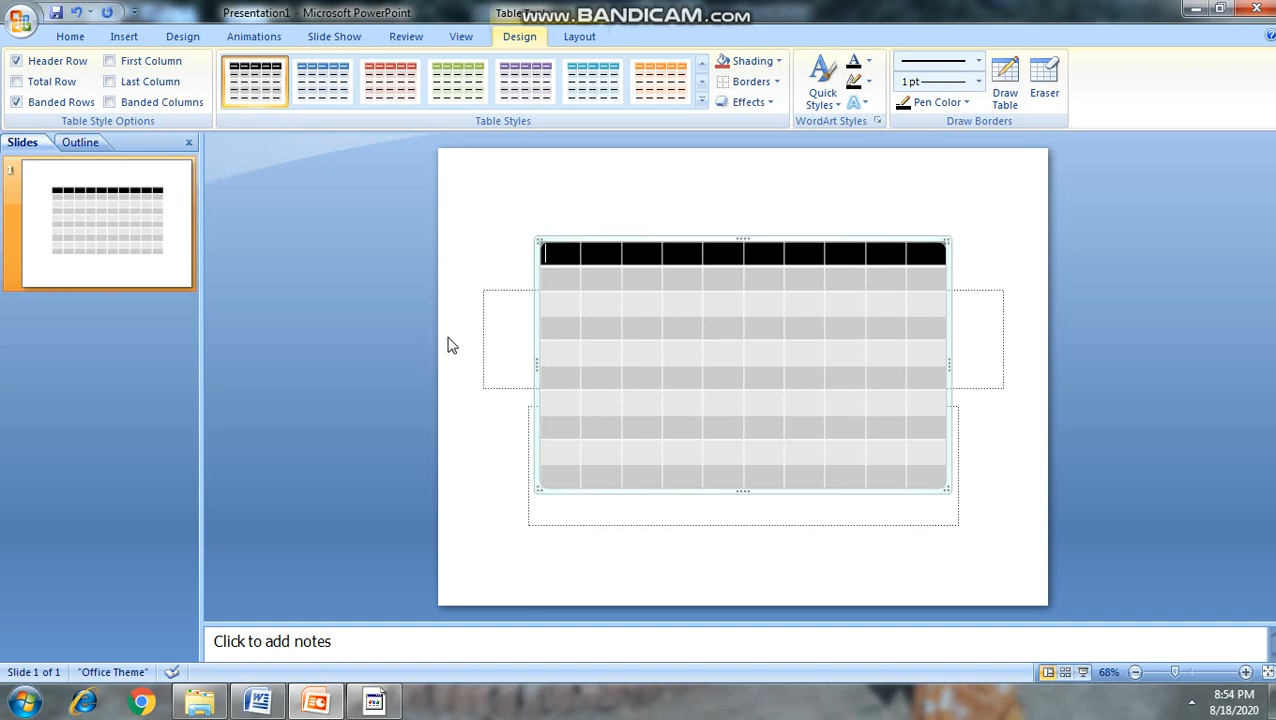 Presentation1 - Microsoft PowerPoint
www.BANDICAM.com
Home Insert Design Animations Slide Show Review View Design Layout
Header Row First Column
Total Row Last Column
Banded Rows Banded Columns
Table Style Options
Table Styles
Shading
Borders
Effects
Quick Styles
WordArt Styles
1 pt
Pen Color
Draw Table
Eraser
Draw Borders
Slides Outline
1
Click to add notes
Slide 1 of 1 "Office Theme" 68%
8:54 PM
8/18/2020